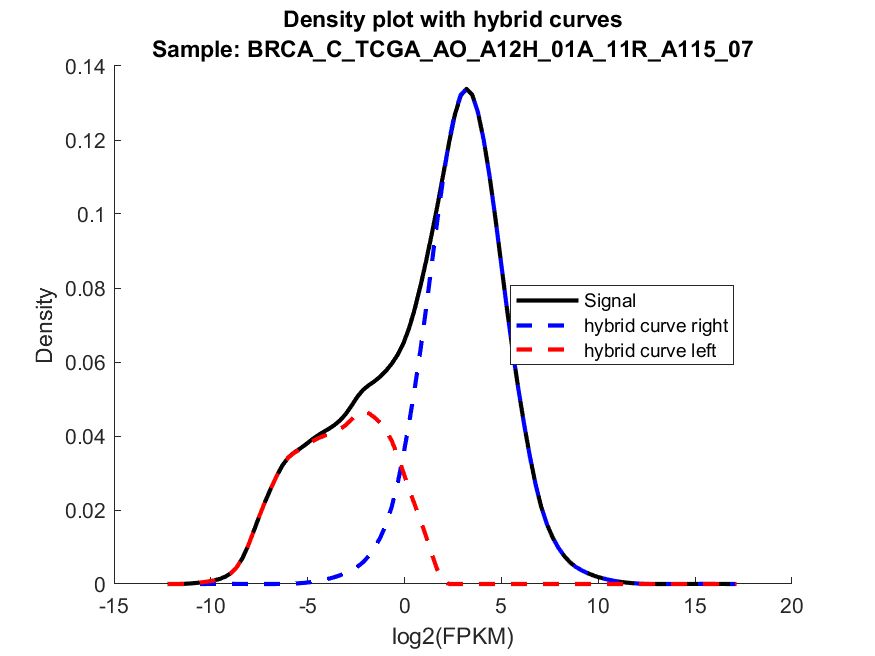 Density plot with hybrid curves
Sample: BRCA_C_TCGA_AO_A12H_01A_11R_A115_07
0.14
0.12
0.1
0.08
0.06
0.04
0.02
0
Density
Signal
hybrid curve right
hybrid curve left
-15
-10
-5
0
5
10
15
20
log2(FPKM)